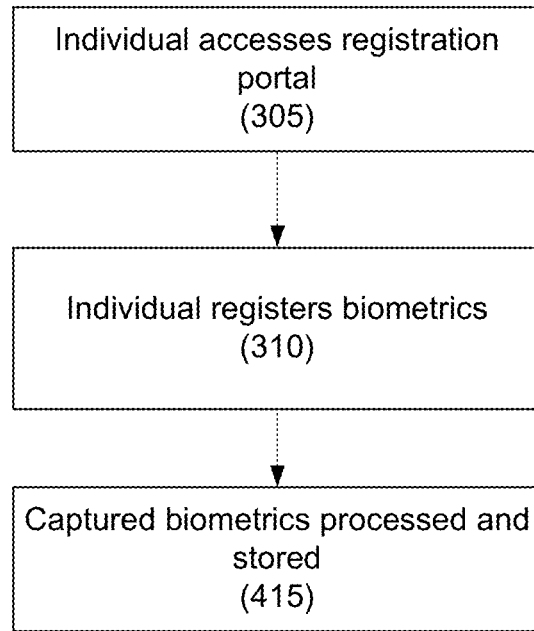 Individual accesses registration
portal
(305)
Individual registers biometrics
(310)
Captured biometrics processed and
stored
(415)